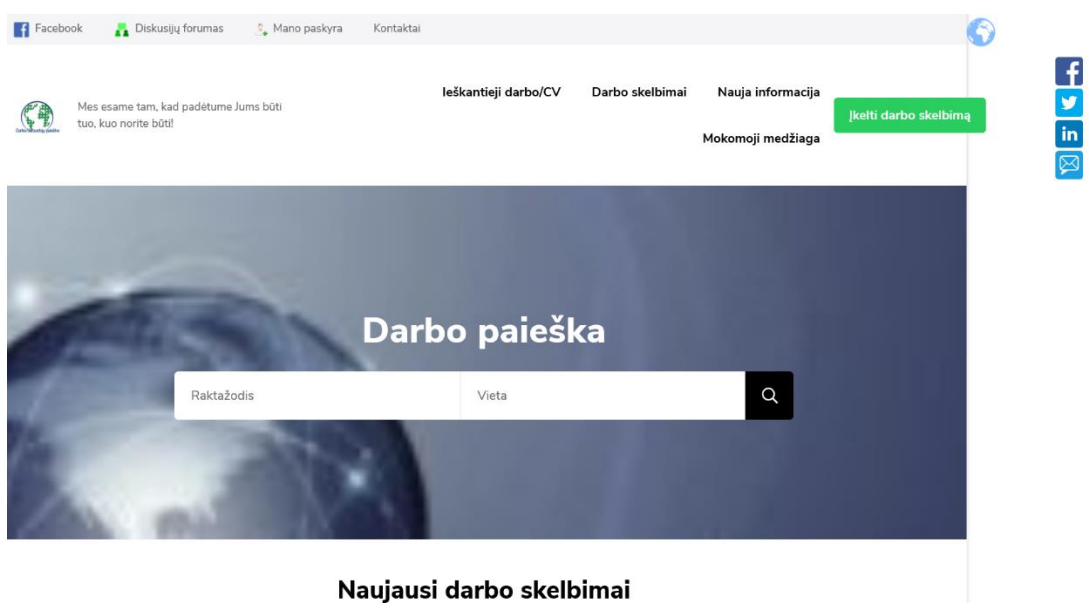 Facebook
Diskusijų forumas
Mano paskyra
Kontaktai
Mes esame tam, kad padėtume Jums būti
tuo, kuo norite būti!
Ieškantieji darbo/CV
Darbo skelbimai
Nauja informacija
Mokomoji medžiaga
Įkelti darbo skelbimą
Darbo paieška
Raktažodis
Vieta
Naujausi darbo skelbimai